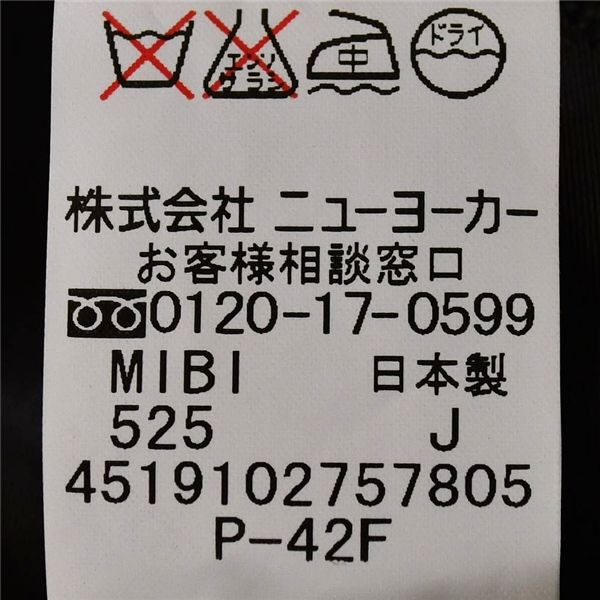 エンソ サラシ 中 ドライ
株式会社 ニューヨーカー
お客様相談窓口
0120-17-0599
MIBI 日本製
525 J
4519102757805
P-42F